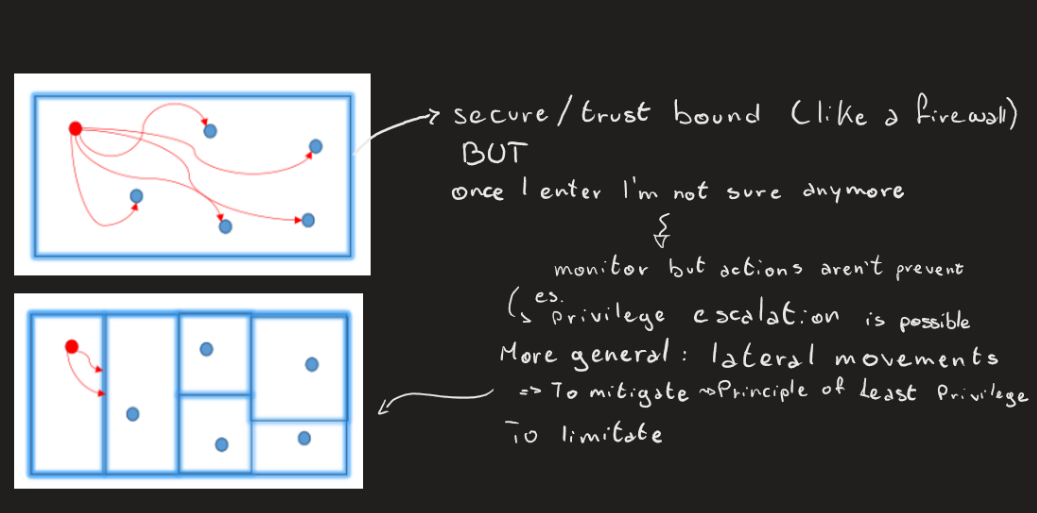 secure/trust bound (like a firewall)
BUT
once I enter I'm not sure anymore
monitor but actions aren't prevent
es.
privilege escalation is possible
More general: lateral movements
=> To mitigate ⇝ Principle of Least Privilege
To limitate